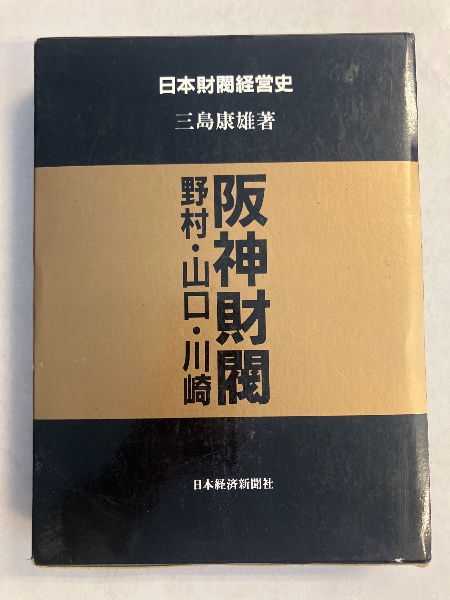 日本財閥経営史
三島康雄著
阪神財閥
野村・山口・川崎
日本経済新聞社